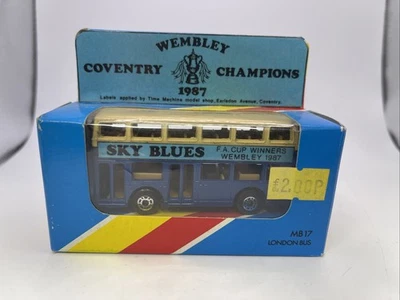 WEMBLEY
COVENTRY CHAMPIONS
1987
Labels applied by Time Machine model shop, Earlsdon Avenue, Coventry.
SKY BLUES
F.A. CUP WINNERS
WEMBLEY 1987
£2.00P
MB17
LONDON BUS